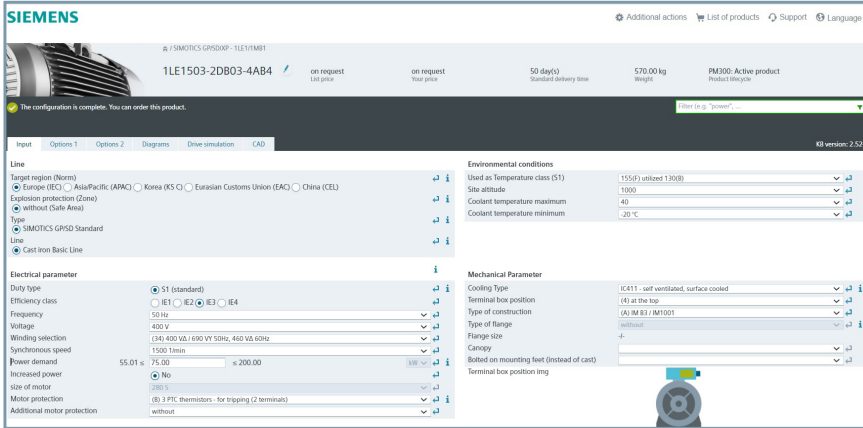 SIEMENS
Additional actions List of products Support Language
/ SIMOTICS GP/SD/XP - 1LE1/1MB1
1LE1503-2DB03-4AB4
on request
List price
on request
Your price
50 day(s)
Standard delivery time
570.00 kg
Weight
PM300: Active product
Product lifecycle
The configuration is complete. You can order this product.
Filter (e.g. "power", ...
Input Options 1 Options 2 Diagrams Drive simulation CAD
KB version: 2.52
Line
Target region (Norm)
Europe (IEC) Asia/Pacific (APAC) Korea (KS C) Eurasian Customs Union (EAC) China (CEL)
Explosion protection (Zone)
without (Safe Area)
Type
SIMOTICS GP/SD Standard
Line
Cast iron Basic Line
Environmental conditions
Used as Temperature class (S1) 155(F) utilized 130(B)
Site altitude 1000
Coolant temperature maximum 40
Coolant temperature minimum -20 °C
Electrical parameter
Duty type S1 (standard)
Efficiency class IE1 IE2 IE3 IE4
Frequency 50 Hz
Voltage 400 V
Winding selection (34) 400 VΔ / 690 VY 50Hz, 460 VΔ 60Hz
Synchronous speed 1500 1/min
Power demand 55.01 ≤ 75.00 ≤ 200.00 kW
Increased power No
size of motor 280 S
Motor protection (B) 3 PTC thermistors - for tripping (2 terminals)
Additional motor protection without
Mechanical Parameter
Cooling Type IC411 - self ventilated, surface cooled
Terminal box position (4) at the top
Type of construction (A) IM B3 / IM1001
Type of flange without
Flange size -/-
Canopy
Bolted on mounting feet (instead of cast)
Terminal box position img